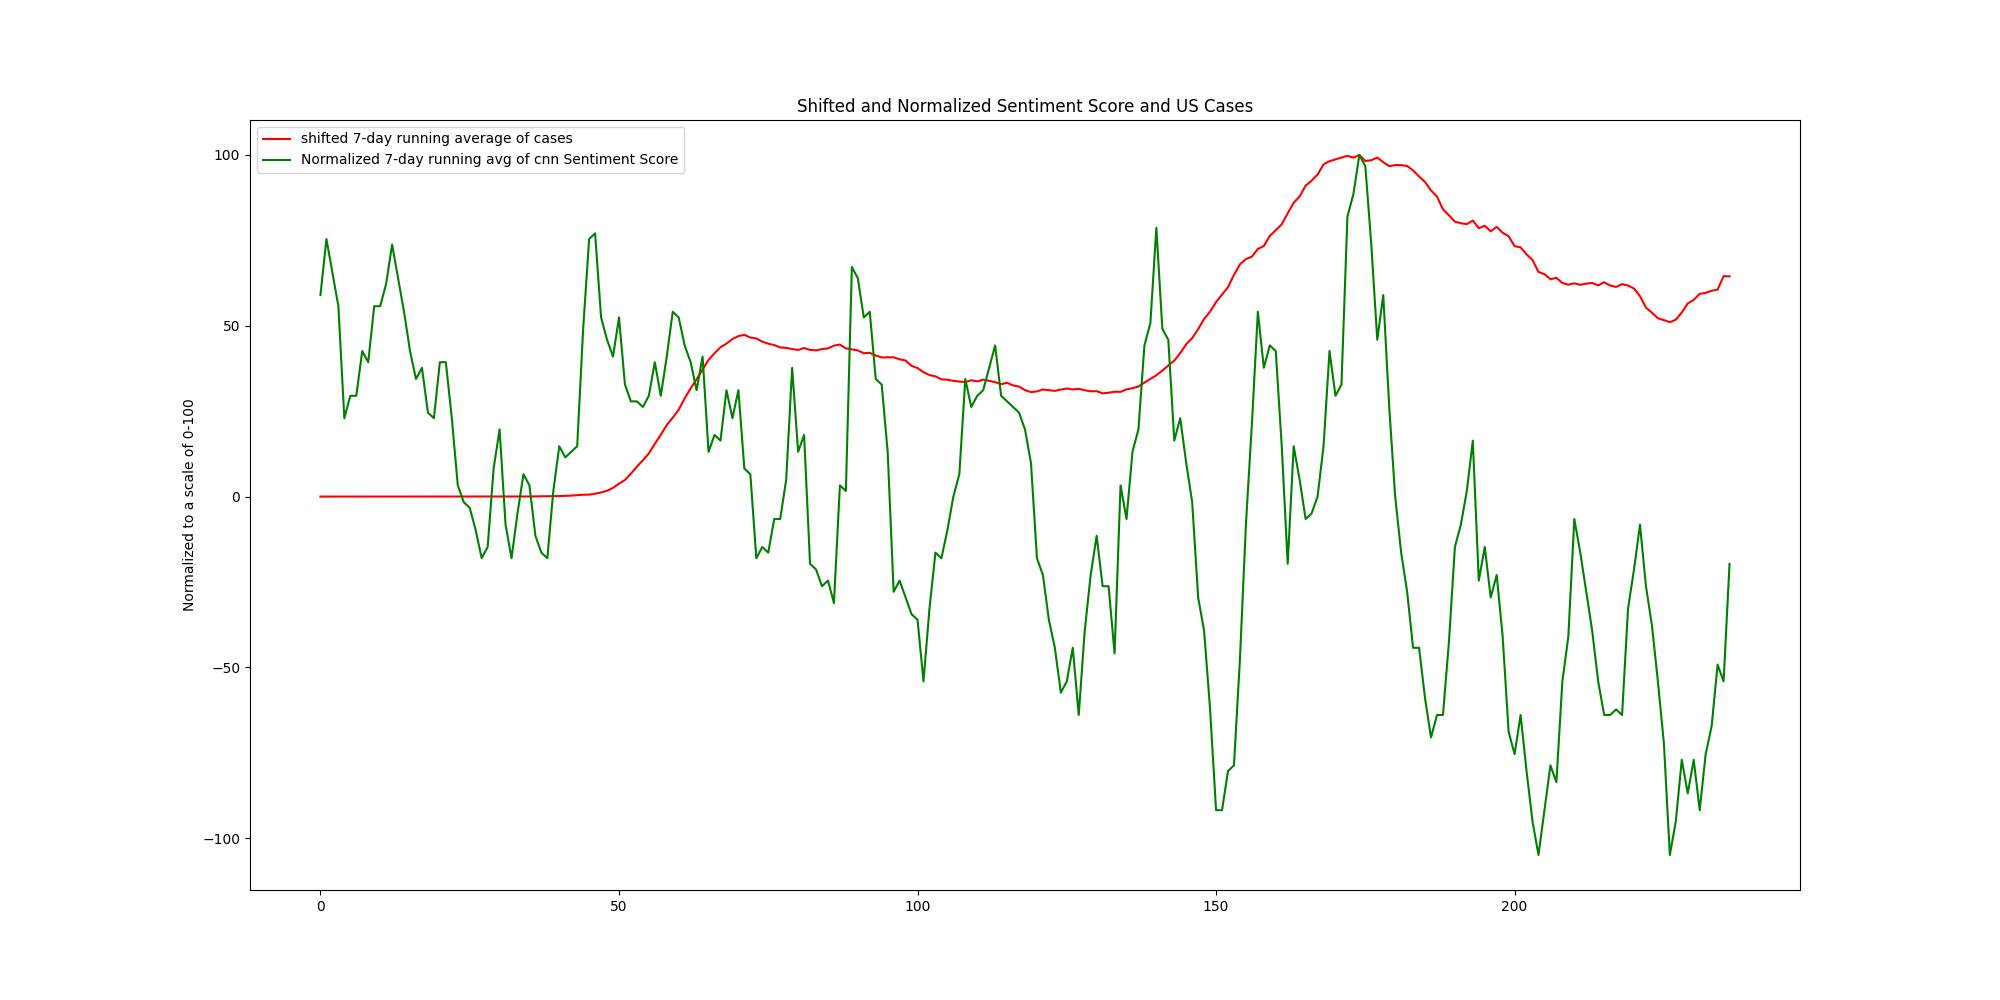 Shifted and Normalized Sentiment Score and US Cases
shifted 7-day running average of cases
Normalized 7-day running avg of cnn Sentiment Score
Normalized to a scale of 0-100
100
50
0
−50
−100
0 50 100 150 200